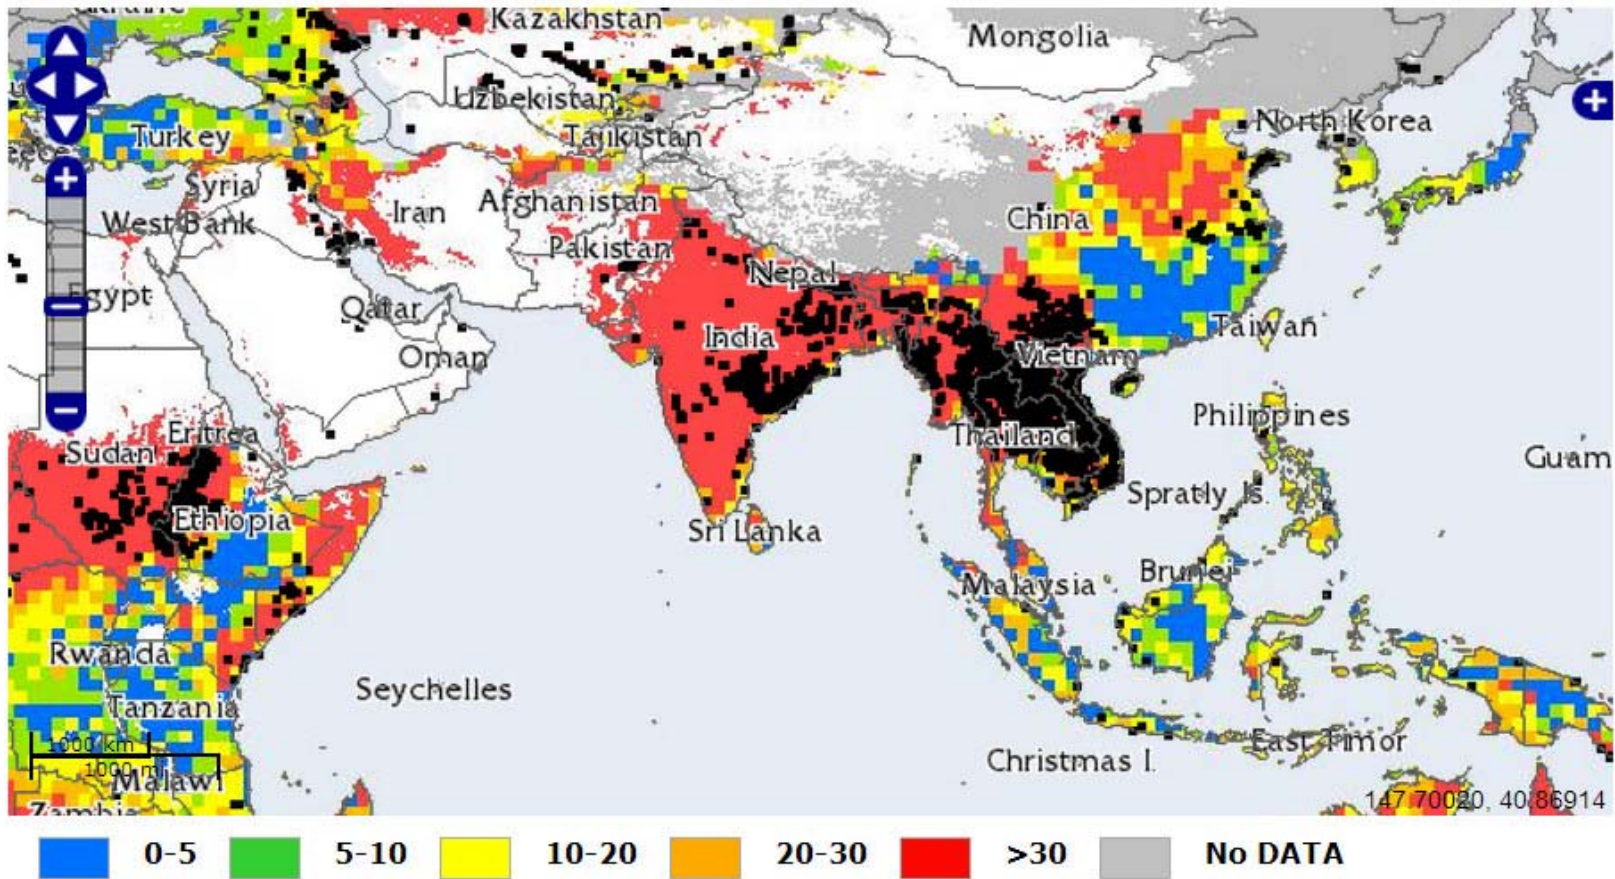 Kazakhstan
Mongolia
Uzbekistan
North Korea
Turkey
Tajikistan
Syria
Afghanistan
West Bank
Iran
China
Pakistan
Nepal
Egypt
Qatar
India
Taiwan
Oman
Vietnam
Philippines
Eritrea
Sudan
Thailand
Guam
Spratly Is.
Ethiopia
Sri Lanka
Brunei
Malaysia
Rwanda
Seychelles
Tanzania
1000 km
East Timor
Christmas I.
1000 mi
Malawi
147.70020, 40.86914
Zambia
0-5 5-10 10-20 20-30 >30 No DATA